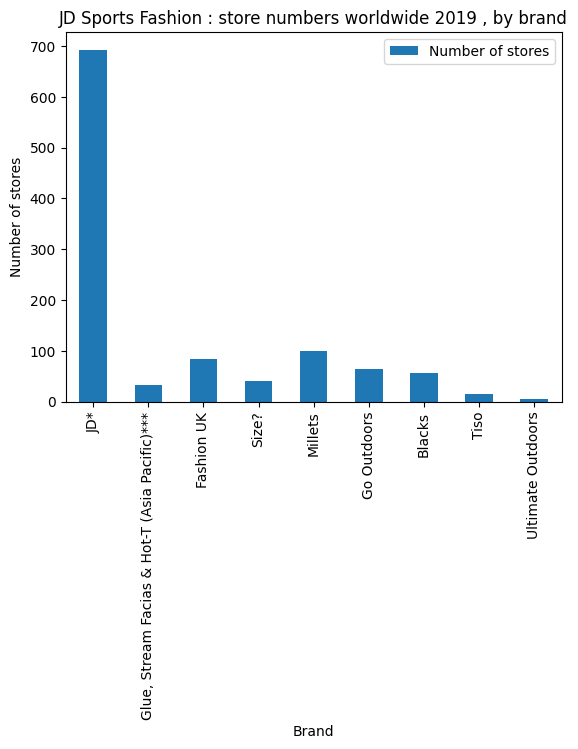 JD Sports Fashion : store numbers worldwide 2019 , by brand
Number of stores
Number of stores
700
600
500
400
300
200
100
0
JD*
Glue, Stream Facias & Hot-T (Asia Pacific)***
Fashion UK
Size?
Millets
Go Outdoors
Blacks
Tiso
Ultimate Outdoors
Brand